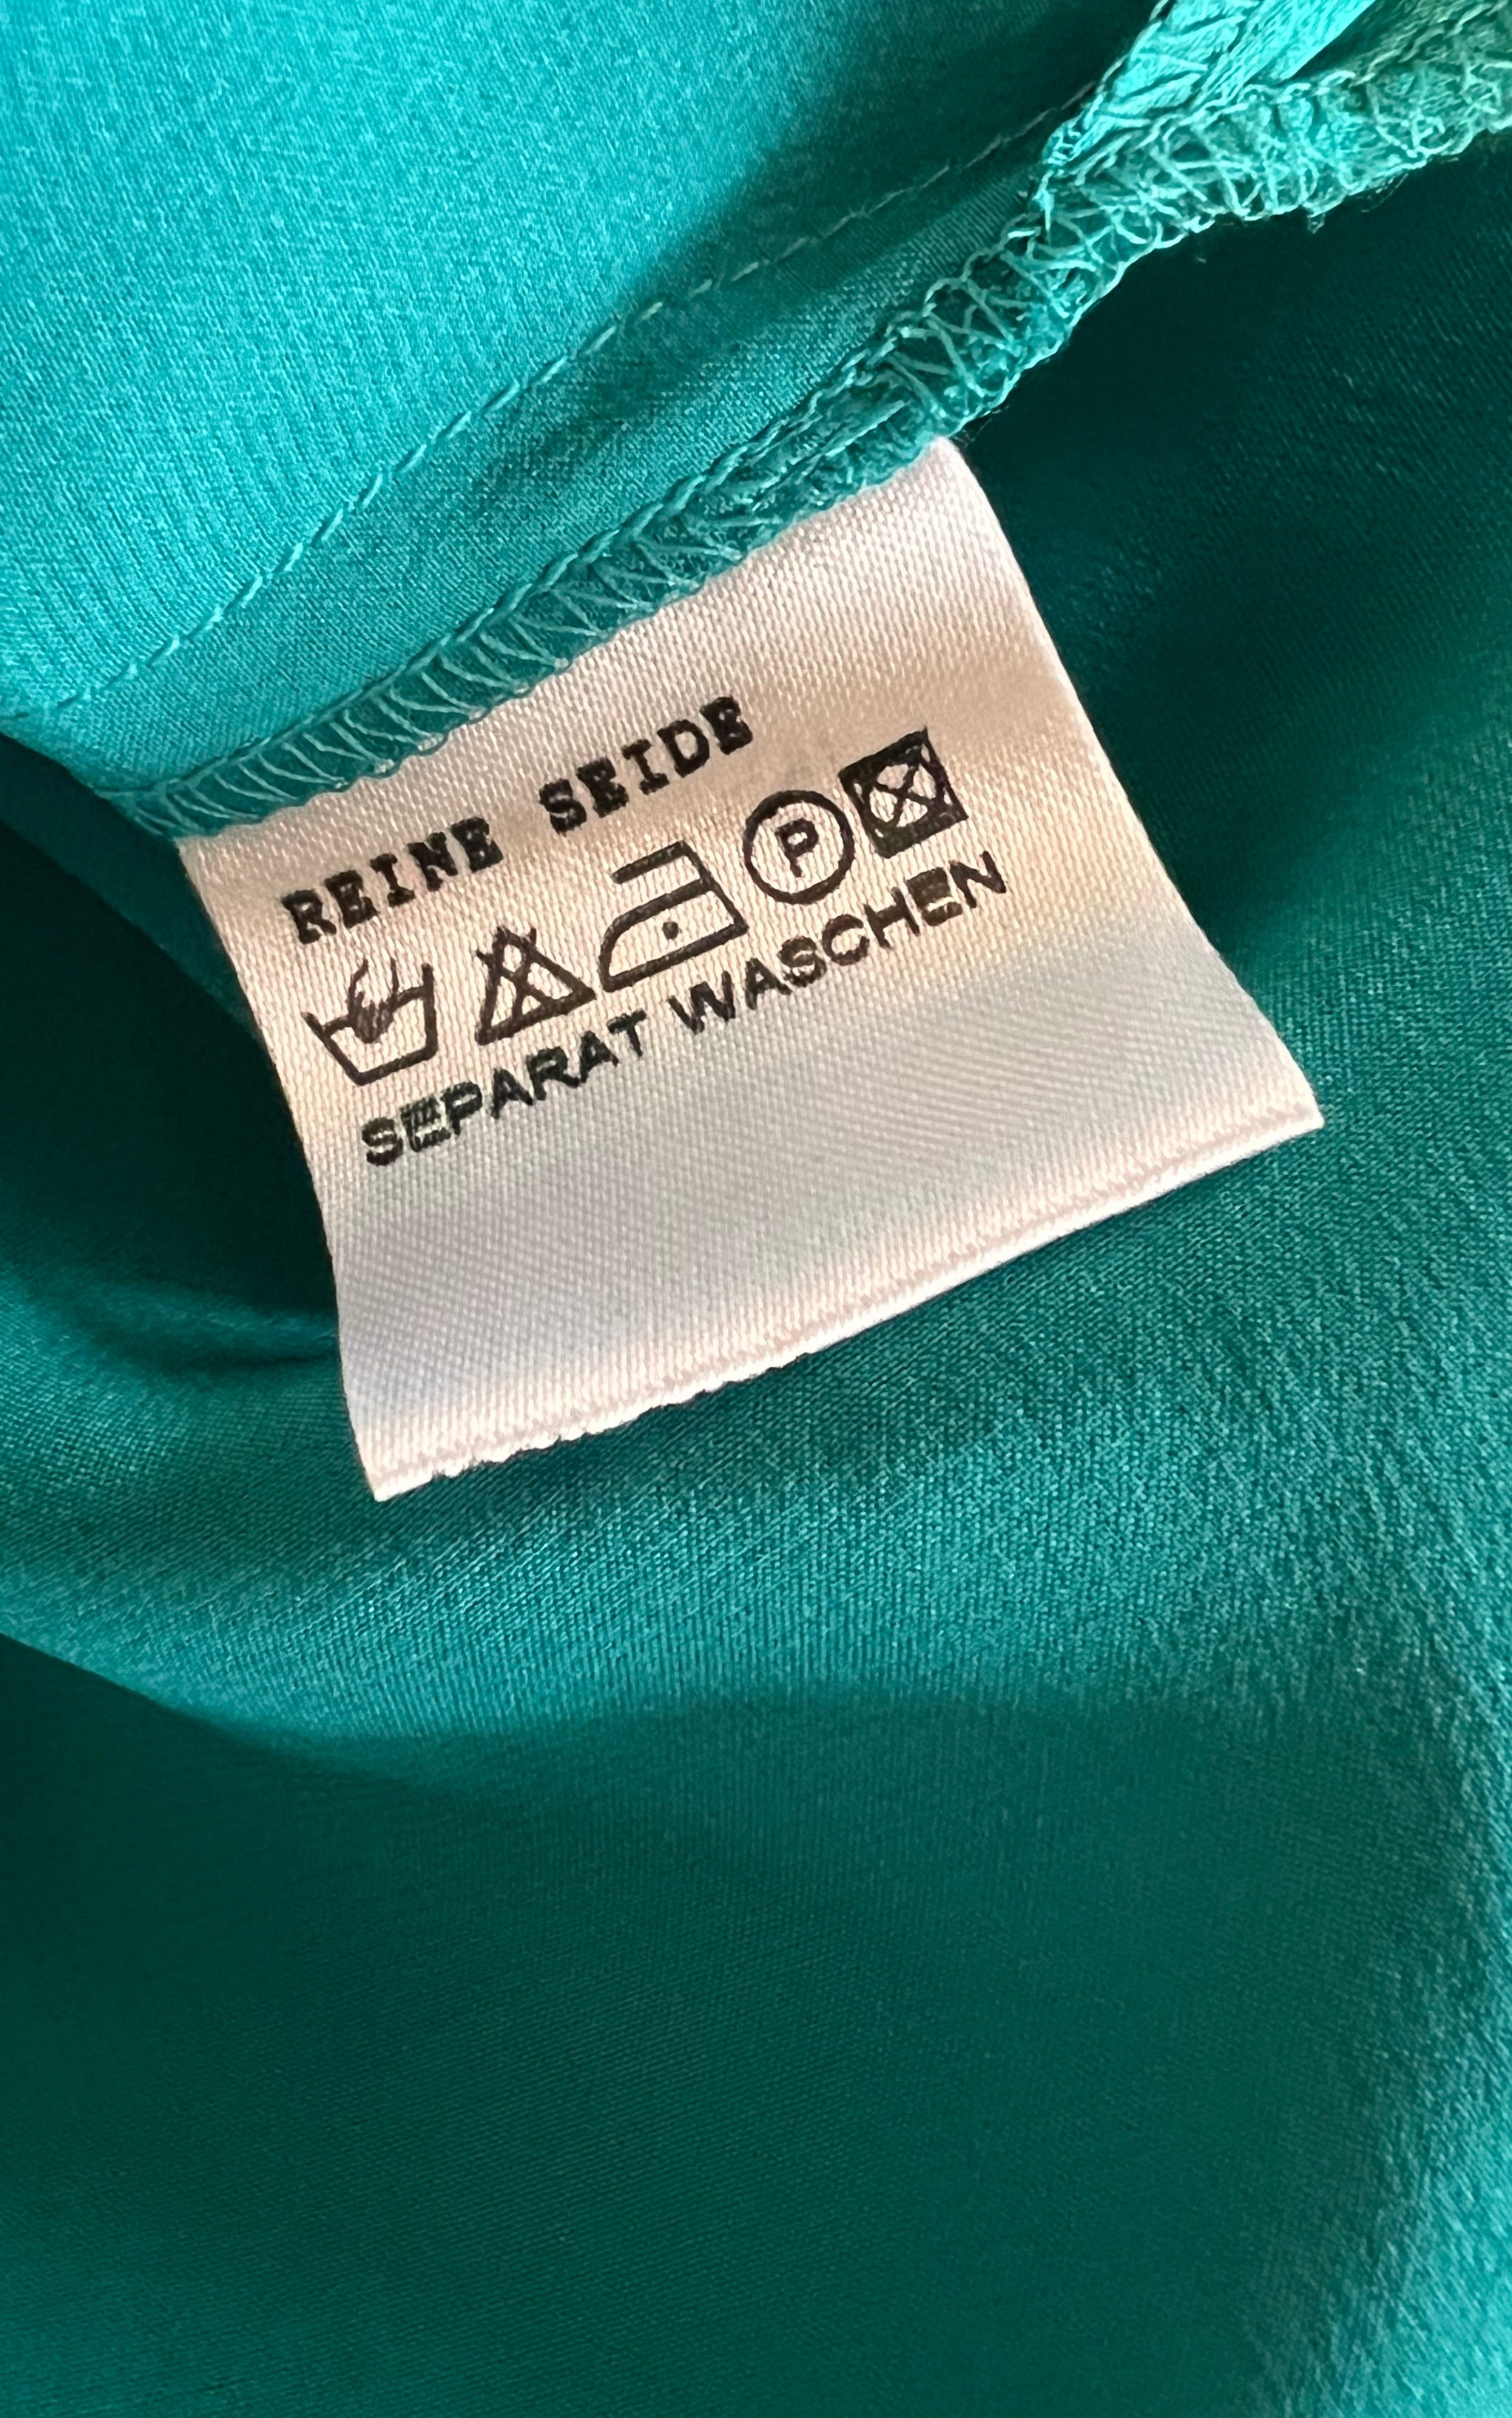 REINE SEIDE
P
SEPARAT WASCHEN